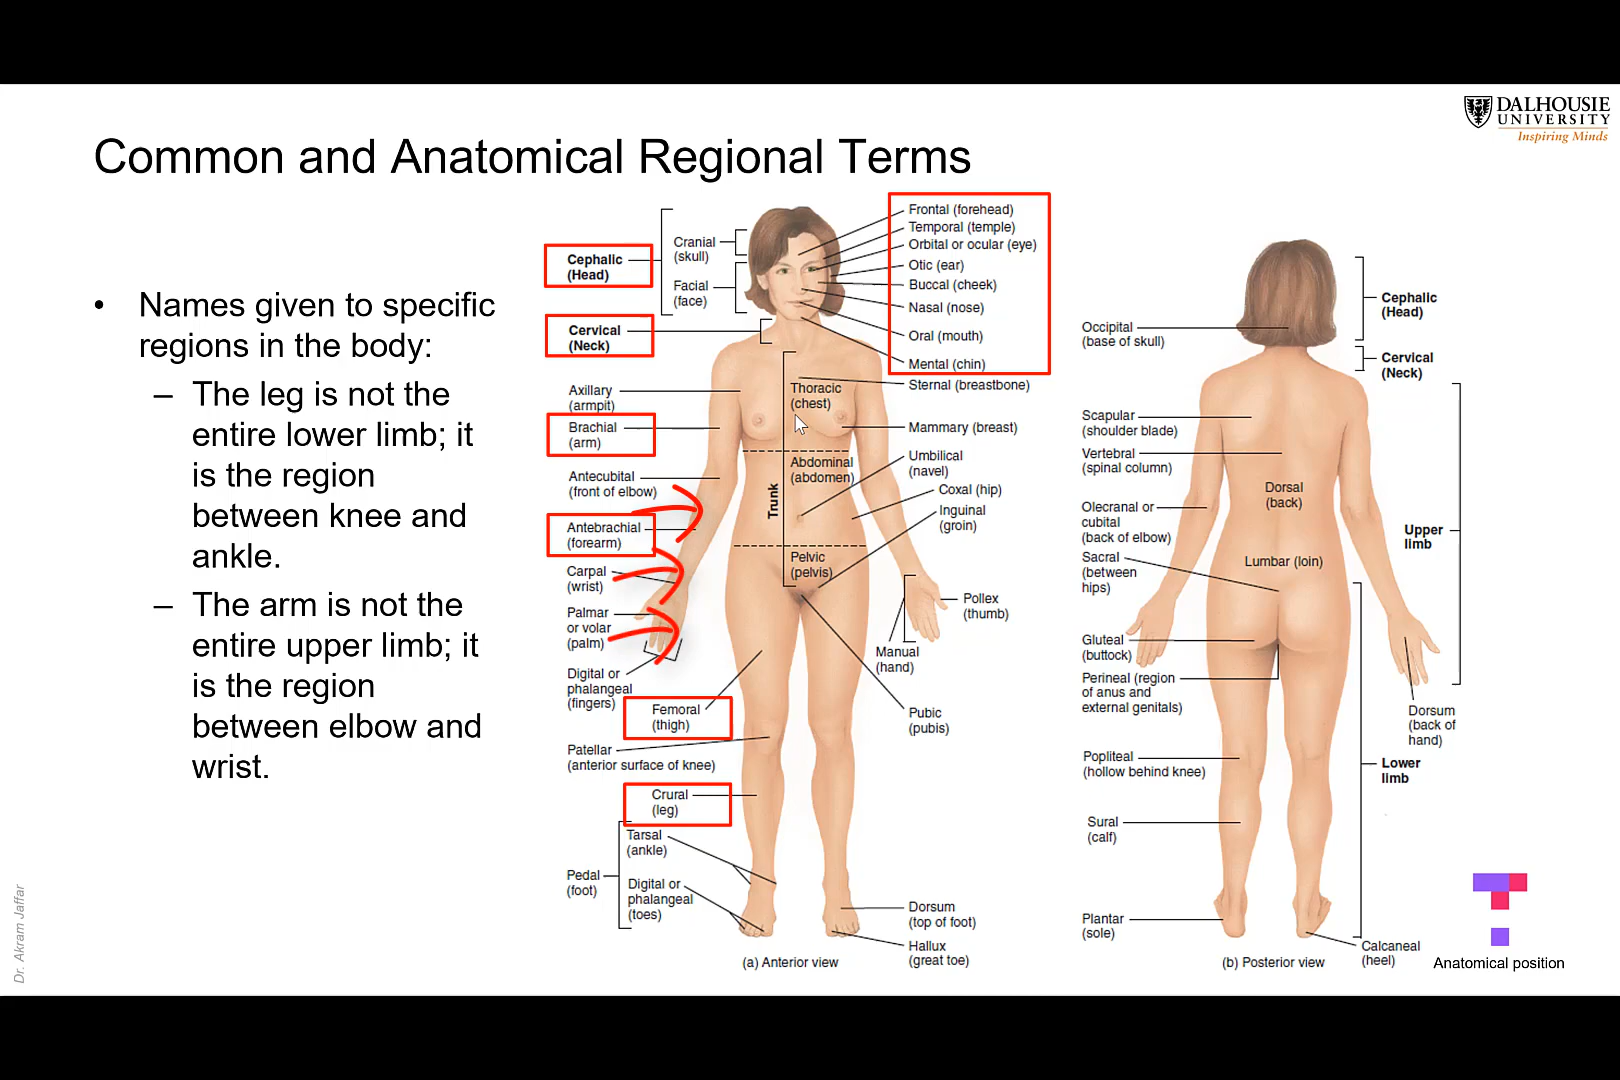 DALHOUSIE
UNIVERSITY
Inspiring Minds
Common and Anatomical Regional Terms
• Names given to specific
regions in the body:
– The leg is not the
entire lower limb; it
is the region
between knee and
ankle.
– The arm is not the
entire upper limb; it
is the region
between elbow and
wrist.
Dr. Akram Jaffar
Cephalic
(Head)
Cranial
(skull)
Facial
(face)
Cervical
(Neck)
Axillary
(armpit)
Brachial
(arm)
Antecubital
(front of elbow)
Antebrachial
(forearm)
Carpal
(wrist)
Palmar
or volar
(palm)
Digital or
phalangeal
(fingers)
Femoral
(thigh)
Patellar
(anterior surface of knee)
Crural
(leg)
Tarsal
(ankle)
Pedal
(foot)
Digital or
phalangeal
(toes)
Trunk
Thoracic
(chest)
Abdominal
(abdomen)
Pelvic
(pelvis)
Frontal (forehead)
Temporal (temple)
Orbital or ocular (eye)
Otic (ear)
Buccal (cheek)
Nasal (nose)
Oral (mouth)
Mental (chin)
Sternal (breastbone)
Mammary (breast)
Umbilical
(navel)
Coxal (hip)
Inguinal
(groin)
Pollex
(thumb)
Manual
(hand)
Pubic
(pubis)
Dorsum
(top of foot)
Hallux
(great toe)
(a) Anterior view
Occipital
(base of skull)
Scapular
(shoulder blade)
Vertebral
(spinal column)
Olecranal or
cubital
(back of elbow)
Sacral
(between
hips)
Gluteal
(buttock)
Perineal (region
of anus and
external genitals)
Popliteal
(hollow behind knee)
Sural
(calf)
Plantar
(sole)
Dorsal
(back)
Lumbar (loin)
Cephalic
(Head)
Cervical
(Neck)
Upper
limb
Dorsum
(back of
hand)
Lower
limb
Calcaneal
(heel)
(b) Posterior view
Anatomical position